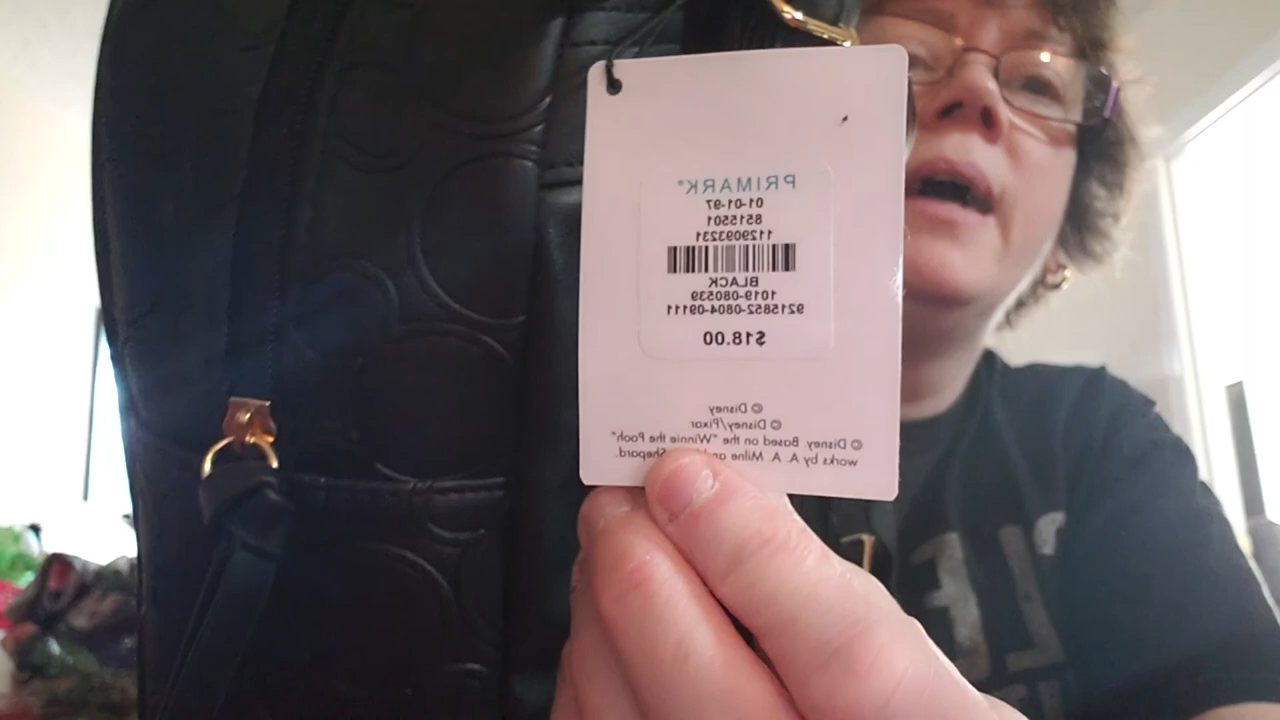 PRIMARK®
01-01-97
8515501
1129093231
BLACK
1019-080539
9215852-0804-09111
$18.00
© Disney
© Disney/Pixar.
© Disney. Based on the "Winnie the Pooh"
works by A. A. Milne and Shepard.